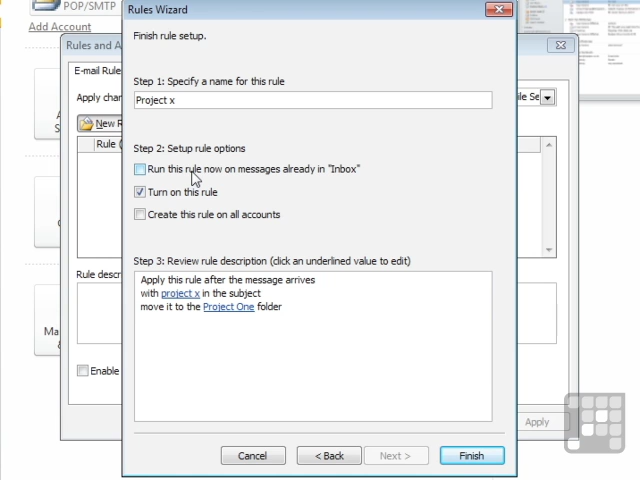 POP/SMTP
Add Account
Rules and A
E-mail Rule
Apply chan
New R
Rule (
Rule descr
Enable
Rules Wizard
Finish rule setup.
Step 1: Specify a name for this rule
Project x
Step 2: Setup rule options
Run this rule now on messages already in "Inbox"
Turn on this rule
Create this rule on all accounts
Step 3: Review rule description (click an underlined value to edit)
Apply this rule after the message arrives
with project x in the subject
move it to the Project One folder
Cancel
< Back
Next >
Finish
Apply